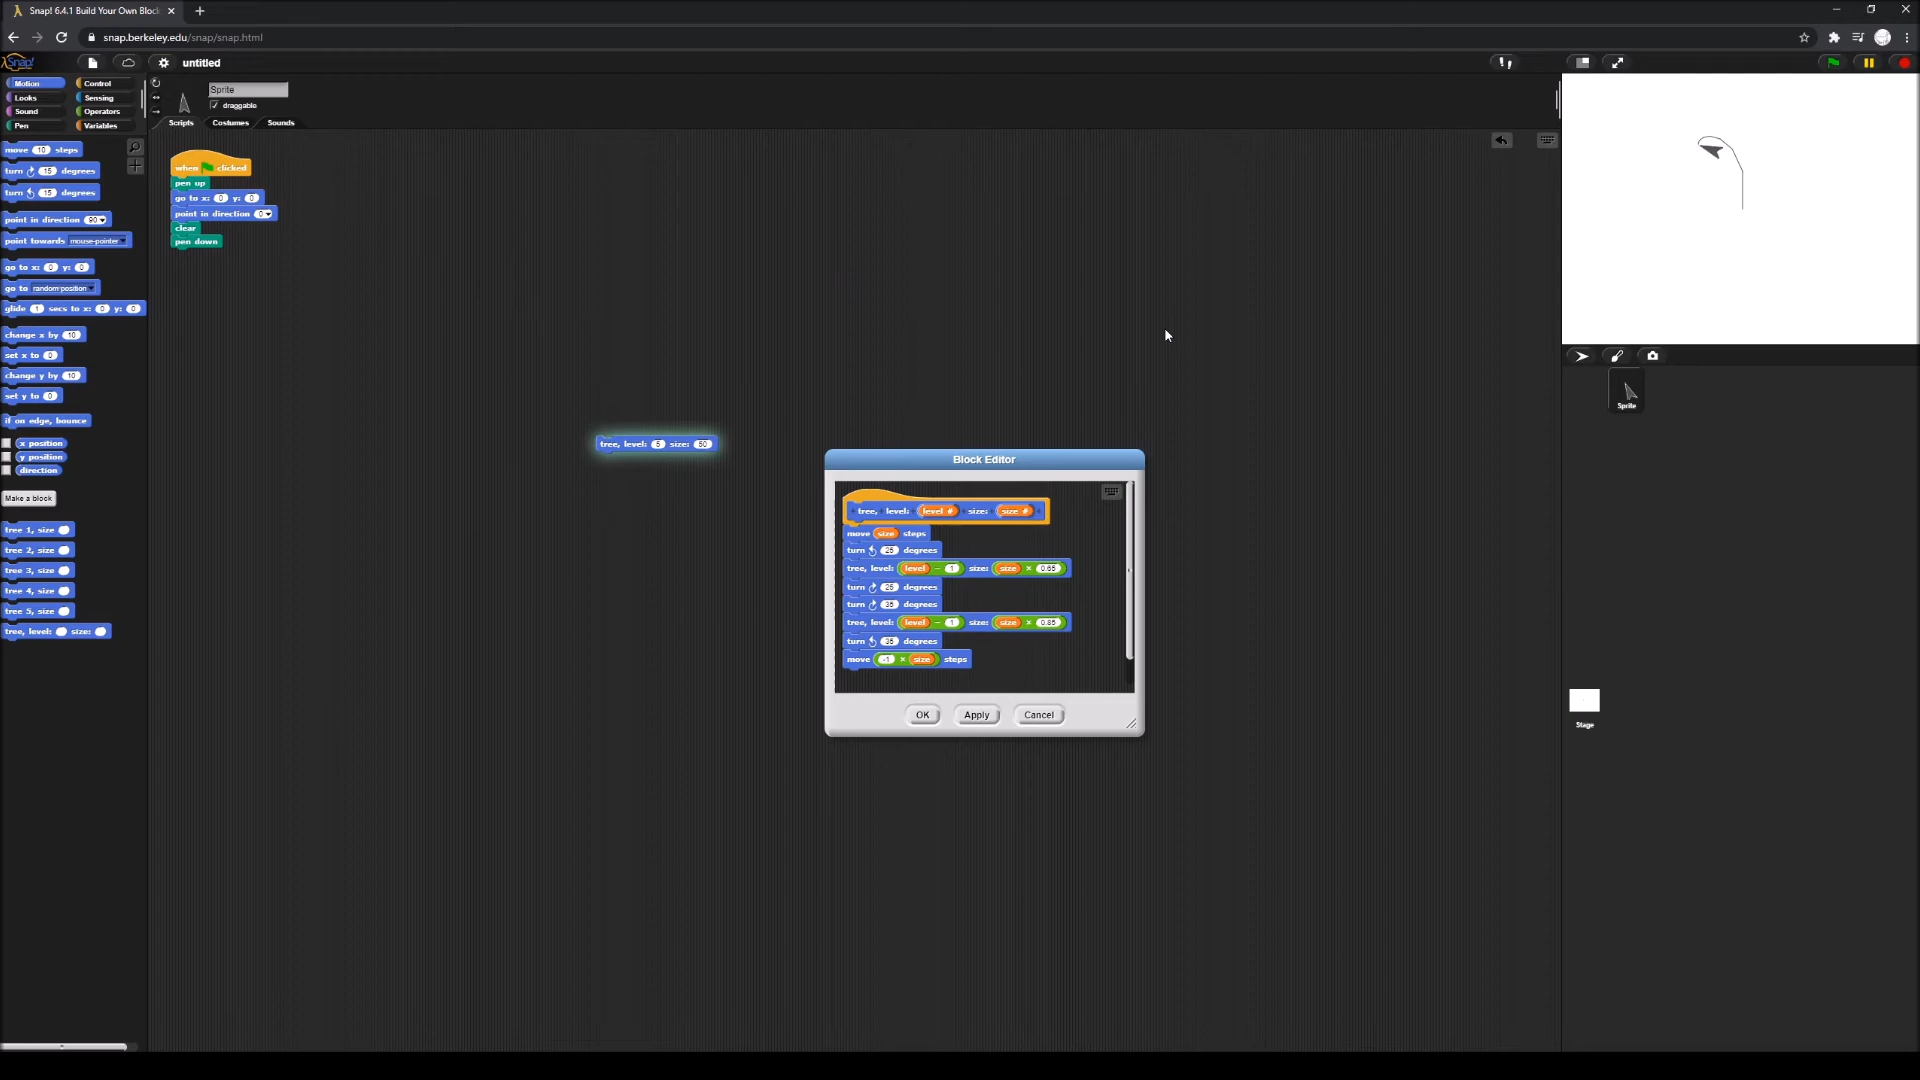 Snap! 6.4.1 Build Your Own Block
snap.berkeley.edu/snap/snap.html
Snap!
untitled
Motion
Control
Looks
Sensing
Sound
Operators
Pen
Variables
Sprite
draggable
Scripts
Costumes
Sounds
move 10 steps
turn 15 degrees
turn 15 degrees
point in direction 90
point towards mouse-pointer
go to x: 0 y: 0
go to random position
glide 1 secs to x: 0 y: 0
change x by 10
set x to 0
change y by 10
set y to 0
if on edge, bounce
x position
y position
direction
Make a block
tree 1, size
tree 2, size
tree 3, size
tree 4, size
tree 5, size
tree, level: size:
when clicked
pen up
go to x: 0 y: 0
point in direction 0
clear
pen down
tree, level: 5 size: 50
Block Editor
tree, level: level # size: size #
move size steps
turn 25 degrees
tree, level: level - 1 size: size × 0.65
turn 25 degrees
turn 35 degrees
tree, level: level - 1 size: size × 0.85
turn 35 degrees
move -1 × size steps
OK
Apply
Cancel
Sprite
Stage